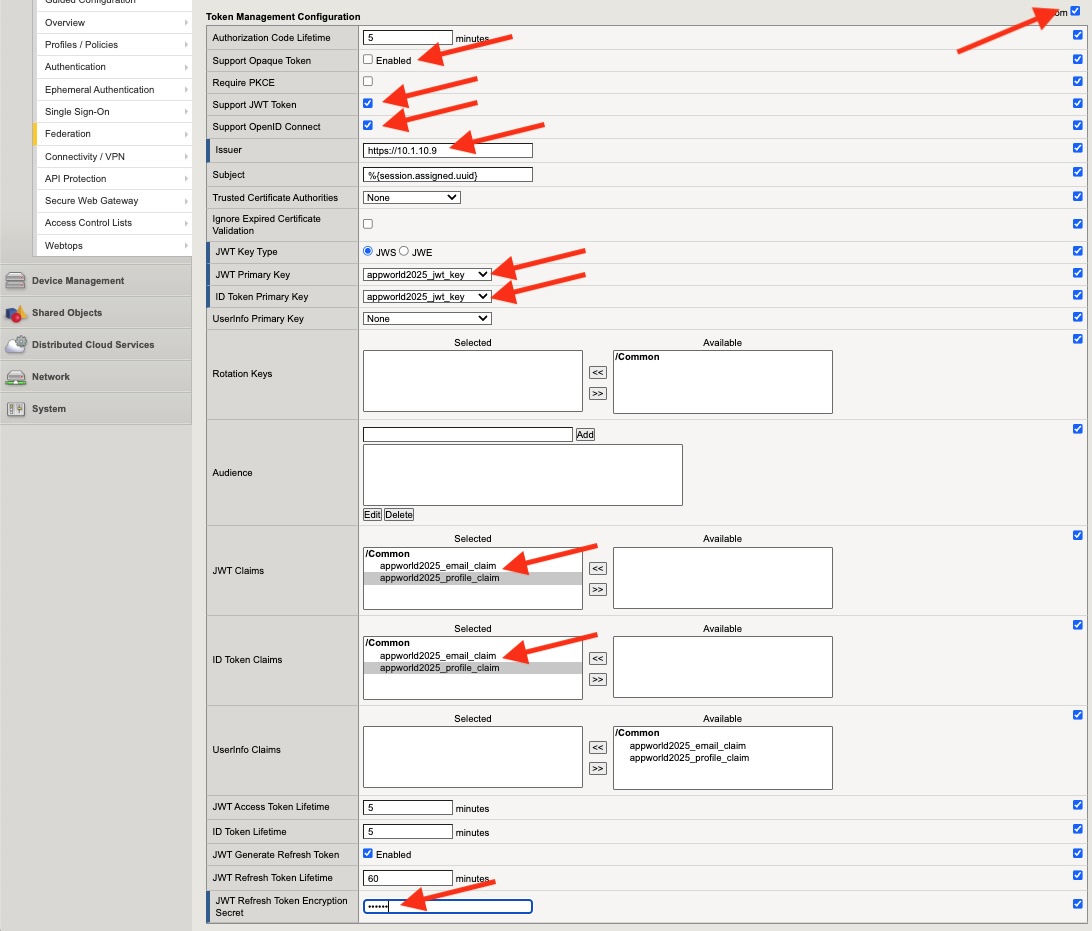 Guided Configuration
Overview
Profiles / Policies
Authentication
Ephemeral Authentication
Single Sign-On
Federation
Connectivity / VPN
API Protection
Secure Web Gateway
Access Control Lists
Webtops
Device Management
Shared Objects
Distributed Cloud Services
Network
System
Token Management Configuration
Authorization Code Lifetime
5 minutes
Support Opaque Token
Enabled
Require PKCE
Support JWT Token
Support OpenID Connect
Issuer
https://10.1.10.9
Subject
%{session.assigned.uuid}
Trusted Certificate Authorities
None
Ignore Expired Certificate
Validation
JWT Key Type
JWS JWE
JWT Primary Key
appworld2025_jwt_key
ID Token Primary Key
appworld2025_jwt_key
UserInfo Primary Key
None
Rotation Keys
Selected Available
/Common
<<
>>
Audience
Add
Edit Delete
JWT Claims
Selected Available
/Common
appworld2025_email_claim
appworld2025_profile_claim
<<
>>
ID Token Claims
Selected Available
/Common
appworld2025_email_claim
appworld2025_profile_claim
<<
>>
UserInfo Claims
Selected Available
<<
>>
/Common
appworld2025_email_claim
appworld2025_profile_claim
JWT Access Token Lifetime
5 minutes
ID Token Lifetime
5 minutes
JWT Generate Refresh Token
Enabled
JWT Refresh Token Lifetime
60 minutes
JWT Refresh Token Encryption
Secret
••••••